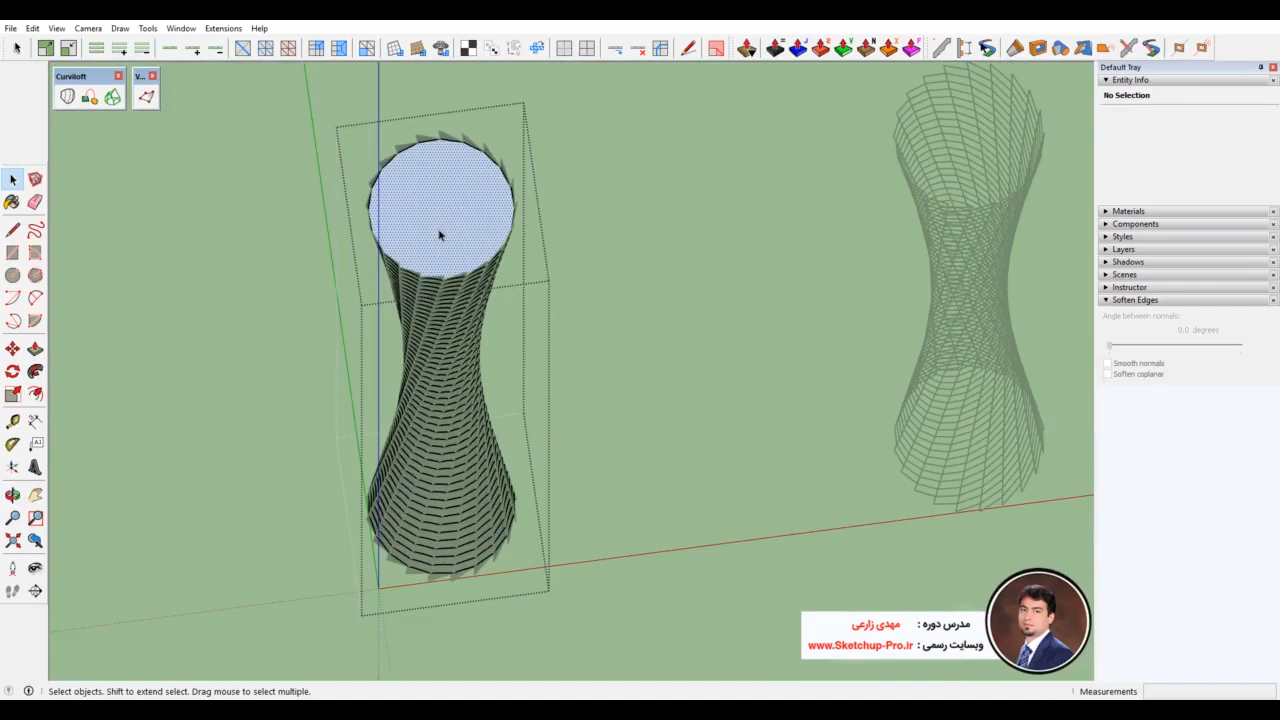 File Edit View Camera Draw Tools Window Extensions Help
Default Tray
Curviloft
V...
Entity Info
No Selection
Materials
Components
Styles
Layers
Shadows
Scenes
Instructor
Soften Edges
Angle between normals:
0.0 degrees
Smooth normals
Soften coplanar
مدرس دوره : مهدی زارعی
وبسایت رسمی : www.Sketchup-Pro.ir
Select objects. Shift to extend select. Drag mouse to select multiple.
Measurements